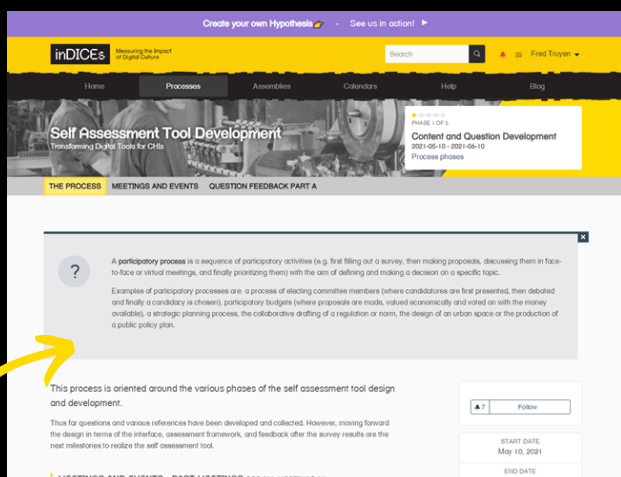 Create your own Hypothesis 👉 - See us in action! ►
inDICEs
Measuring the Impact
of Digital Culture
Search
Fred Truyen
Home Processes Assemblies Calendars Help Blog
Self Assessment Tool Development
Transforming Digital Tools for CHIs
PHASE 1 OF 5
Content and Question Development
2021-05-10 - 2021-06-10
Process phases
THE PROCESS MEETINGS AND EVENTS QUESTION FEEDBACK PART A
?
A participatory process is a sequence of participatory activities (e.g. first filling out a survey, then making proposals, discussing them in face-
to-face or virtual meetings, and finally prioritizing them) with the aim of defining and making a decision on a specific topic.
Examples of participatory processes are: a process of electing committee members (where candidatures are first presented, then debated
and finally a candidacy is chosen), participatory budgets (where proposals are made, valued economically and voted on with the money
available), a strategic planning process, the collaborative drafting of a regulation or norm, the design of an urban space or the production of
a public policy plan.
This process is oriented around the various phases of the self assessment tool design
and development.
Thus far questions and various references have been developed and collected. However, moving forward
the design in terms of the interface, assessment framework, and feedback after the survey results are the
next milestones to realize the self assessment tool.
7 Follow
START DATE
May 10, 2021
END DATE
MEETINGS AND EVENTS PAST MEETINGS